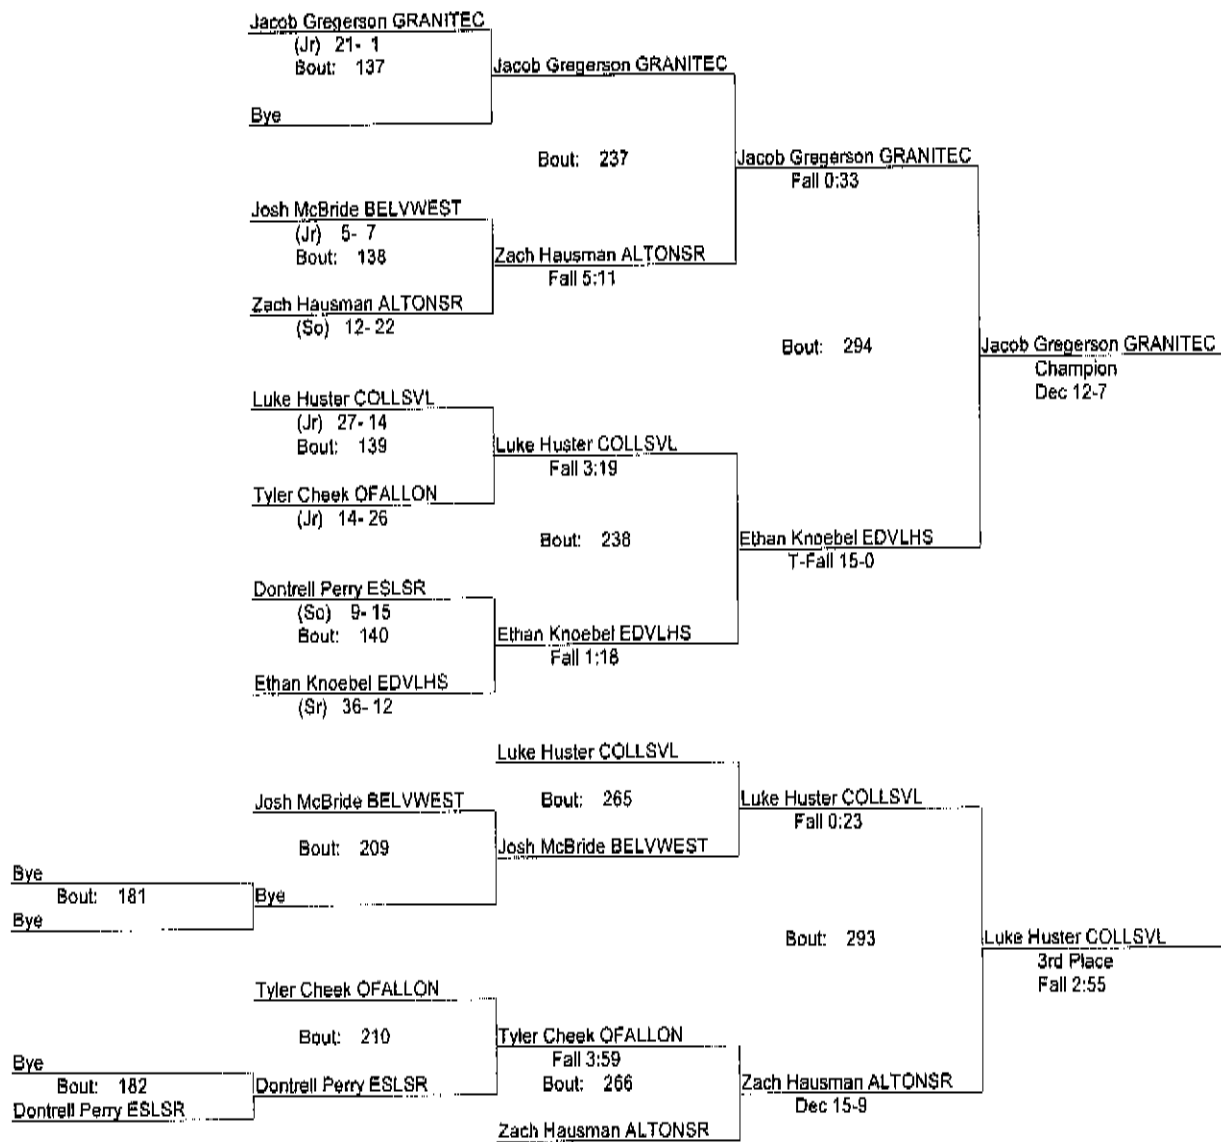 Jacob Gregerson GRANITEC
(Jr) 21- 1
Bout: 137
Jacob Gregerson GRANITEC
Bye
Bout: 237
Jacob Gregerson GRANITEC
Fall 0:33
Josh McBride BELVWEST
(Jr) 5- 7
Bout: 138
Zach Hausman ALTONSR
Fall 5:11
Zach Hausman ALTONSR
(So) 12- 22
Bout: 294
Jacob Gregerson GRANITEC
Champion
Dec 12-7
Luke Huster COLLSVL
(Jr) 27- 14
Bout: 139
Luke Huster COLLSVL
Fall 3:19
Tyler Cheek OFALLON
(Jr) 14- 26
Bout: 238
Ethan Knoebel EDVLHS
T-Fall 15-0
Dontrell Perry ESLSR
(So) 9- 15
Bout: 140
Ethan Knoebel EDVLHS
Fall 1:18
Ethan Knoebel EDVLHS
(Sr) 36- 12
Luke Huster COLLSVL
Bout: 265
Luke Huster COLLSVL
Fall 0:23
Josh McBride BELVWEST
Bout: 209
Josh McBride BELVWEST
Bye
Bout: 181
Bye
Bye
Bout: 293
Luke Huster COLLSVL
3rd Place
Fall 2:55
Tyler Cheek OFALLON
Bout: 210
Tyler Cheek OFALLON
Fall 3:59
Bout: 266
Bye
Bout: 182
Dontrell Perry ESLSR
Dontrell Perry ESLSR
Zach Hausman ALTONSR
Dec 15-9
Zach Hausman ALTONSR